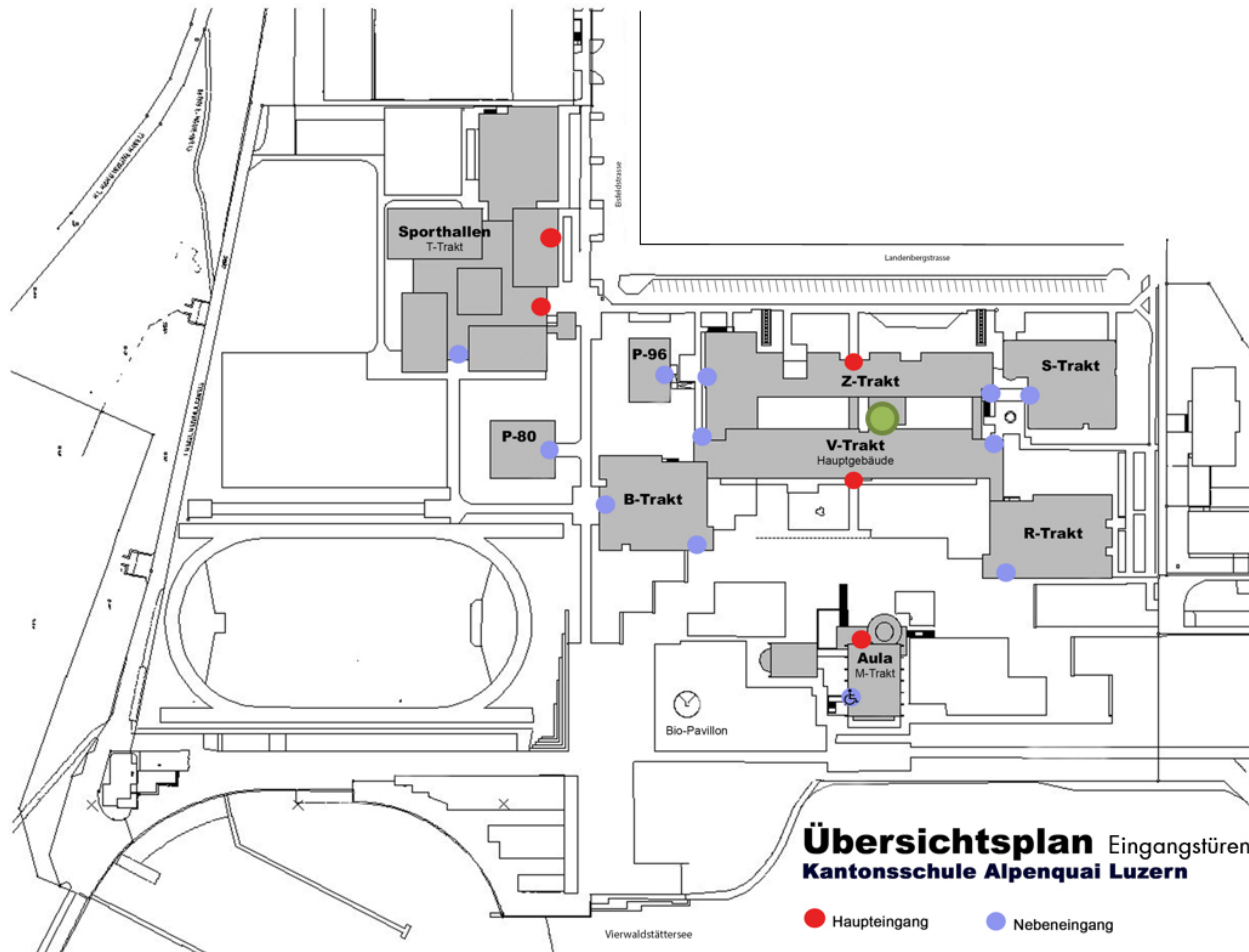 Eisfeldstrasse
Sporthallen
T-Trakt
Landenbergstrasse
P-96
S-Trakt
Z-Trakt
P-80
V-Trakt
Hauptgebäude
B-Trakt
R-Trakt
Aula
M-Trakt
Bio-Pavillon
Übersichtsplan Eingangstüren
Kantonsschule Alpenquai Luzern
Haupteingang
Nebeneingang
Vierwaldstättersee